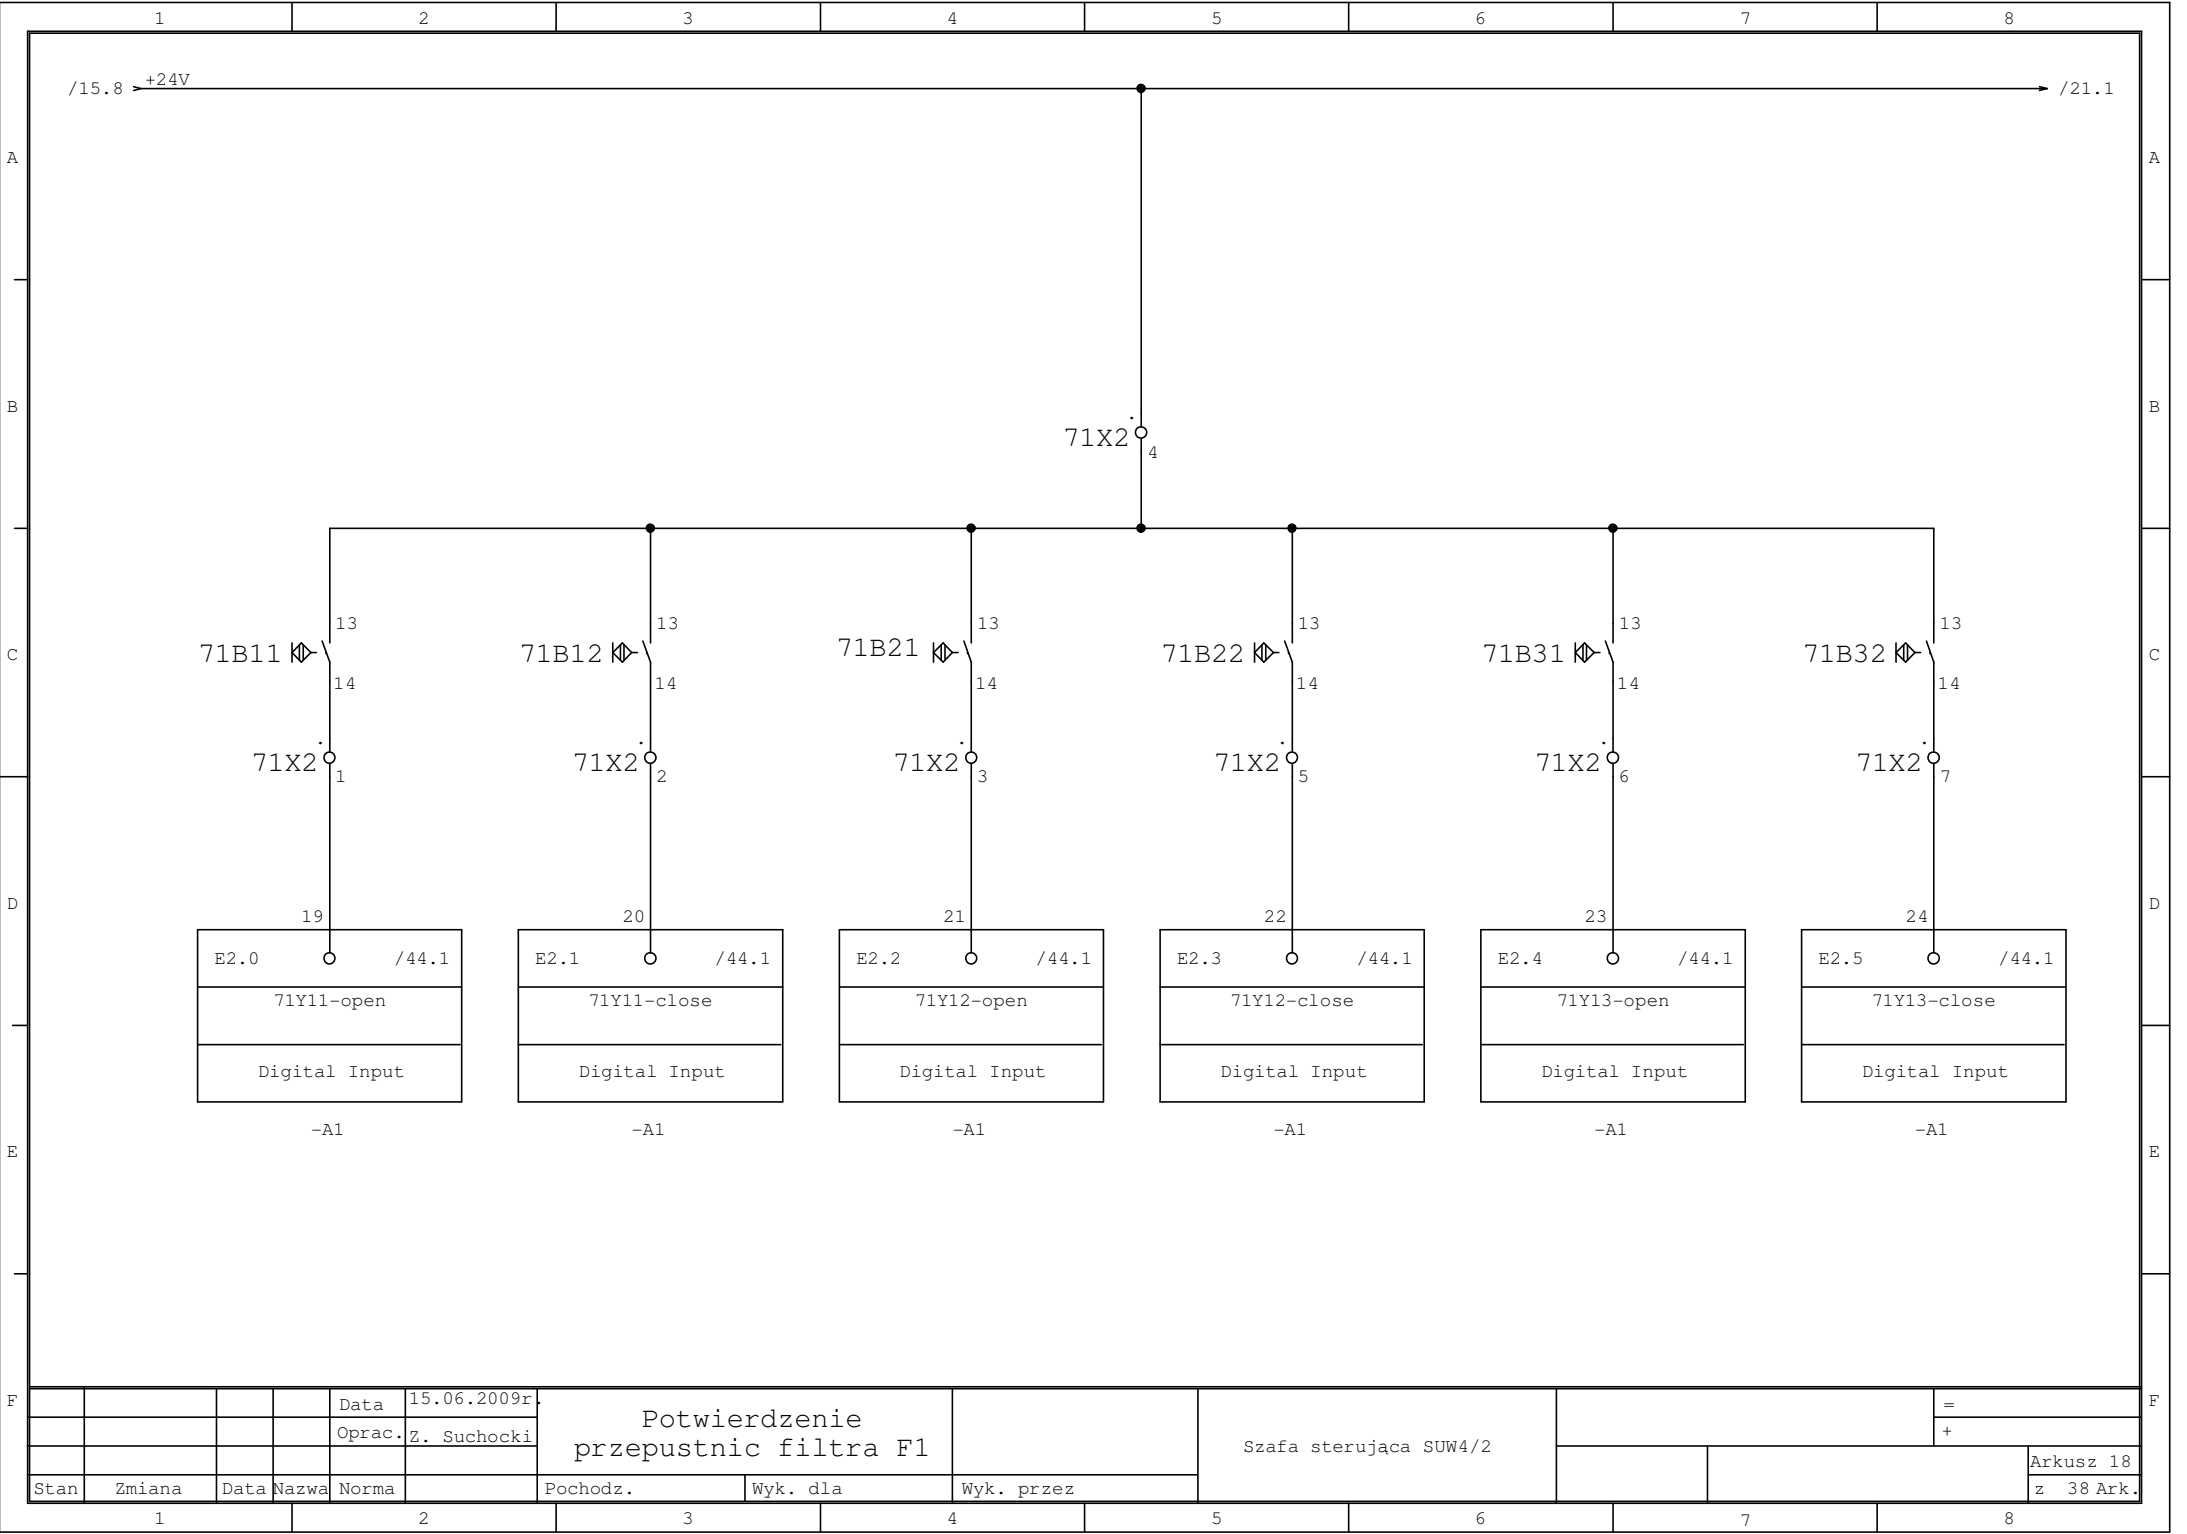 1 2 3 4 5 6 7 8
/15.8 +24V /21.1
A A
B B
71X2 4
13 13 13 13 13 13
71B11 71B12 71B21 71B22 71B31 71B32
C C
14 14 14 14 14 14
71X2 71X2 71X2 71X2 71X2 71X2
1 2 3 5 6 7
D D
19 20 21 22 23 24
E2.0 /44.1 E2.1 /44.1 E2.2 /44.1 E2.3 /44.1 E2.4 /44.1 E2.5 /44.1
71Y11-open 71Y11-close 71Y12-open 71Y12-close 71Y13-open 71Y13-close
Digital Input Digital Input Digital Input Digital Input Digital Input Digital Input
-A1 -A1 -A1 -A1 -A1 -A1
E E
F F
Data 15.06.2009r.
Oprac. Z. Suchocki
Potwierdzenie
przepustnic filtra F1
Szafa sterująca SUW4/2
=
+
Arkusz 18
Stan Zmiana Data Nazwa Norma Pochodz. Wyk. dla Wyk. przez z 38 Ark.
1 2 3 4 5 6 7 8